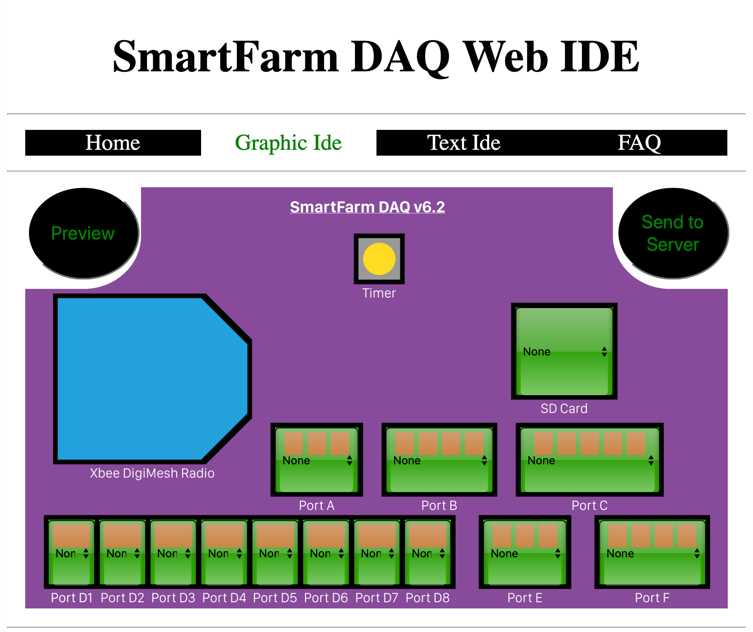 SmartFarm DAQ Web IDE
Home Graphic Ide Text Ide FAQ
SmartFarm DAQ v6.2
Preview
Send to
Server
Timer
None
SD Card
Xbee DigiMesh Radio
None None None
Port A Port B Port C
Non Non Non Non Non Non Non Non None None
Port D1 Port D2 Port D3 Port D4 Port D5 Port D6 Port D7 Port D8 Port E Port F